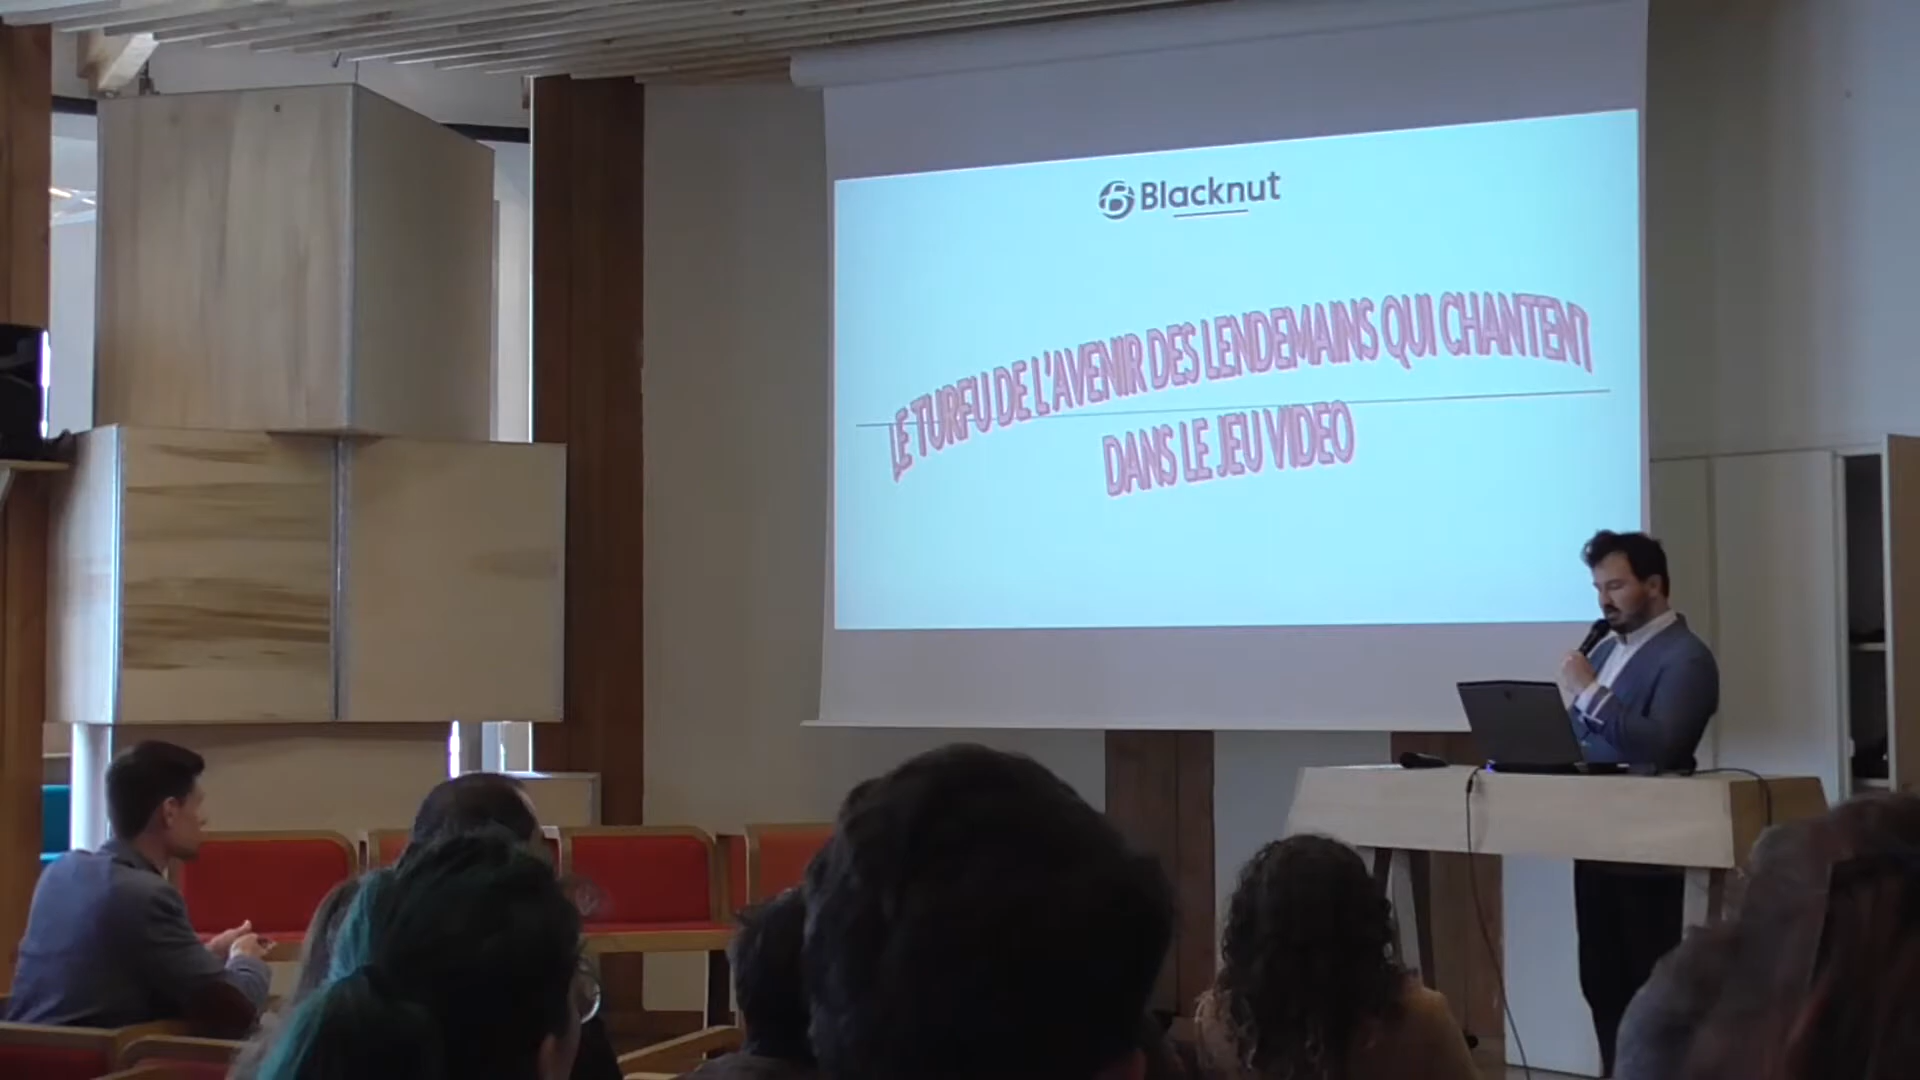 Blacknut
LE TURFU DE L'AVENIR DES LENDEMAINS QUI CHANTENT
DANS LE JEU VIDEO